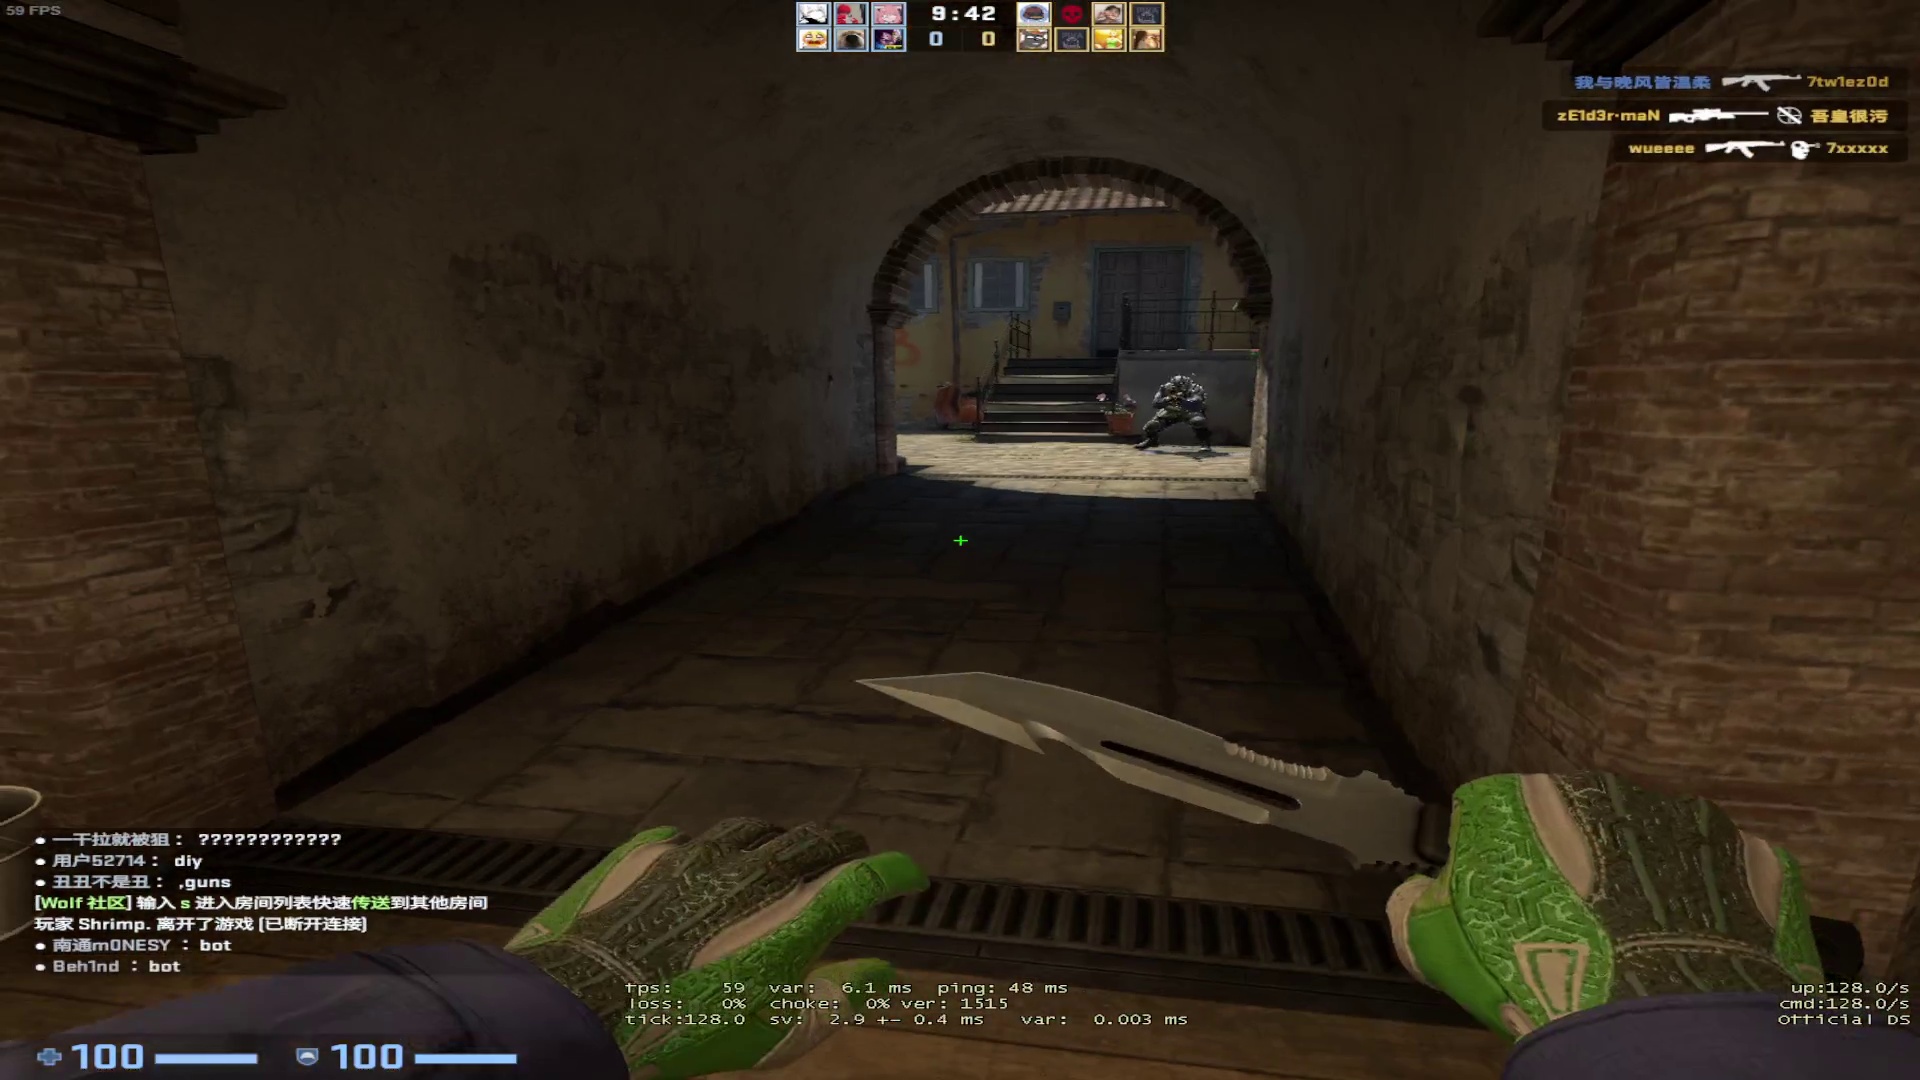 59 FPS
9:42
0 0
我与晚风皆温柔 7tw1ez0d
zE1d3r·maN 吾皇很污
wueeee 7xxxxx
● 一干拉就被狙： ????????????
● 用户52714： diy
● 丑丑不是丑： ,guns
[Wolf 社区] 输入 s 进入房间列表快速传送到其他房间
玩家 Shrimp. 离开了游戏 [已断开连接]
● 南通m0NESY ： bot
● Beh1nd ： bot
fps: 59 var: 6.1 ms ping: 48 ms
loss: 0% choke: 0% ver: 1515
tick:128.0 sv: 2.9 +- 0.4 ms var: 0.003 ms
up:128.0/s
cmd:128.0/s
Official DS
100 100